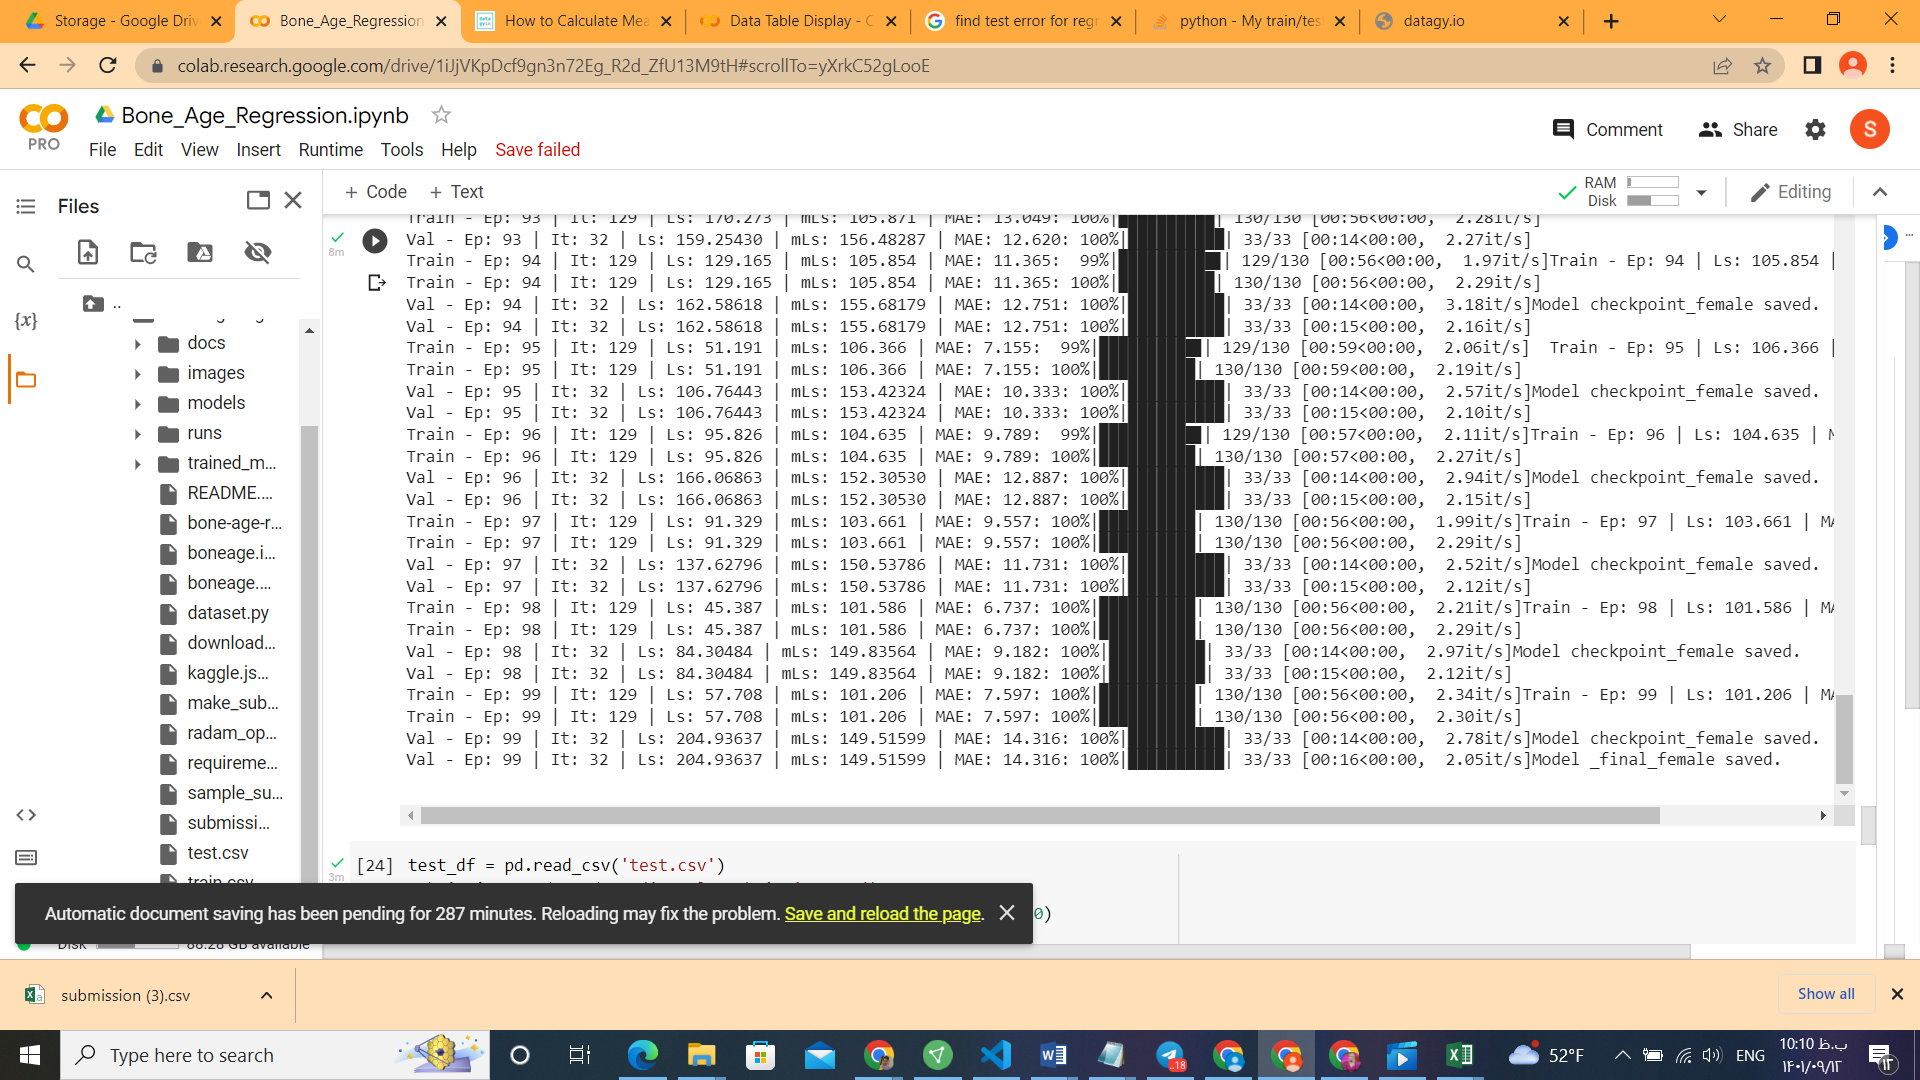 Storage - Google Driv
Bone_Age_Regression
How to Calculate Mea
Data Table Display - C
find test error for regr
python - My train/tes
datagy.io
colab.research.google.com/drive/1iJjVKpDcf9gn3n72Eg_R2d_ZfU13M9tH#scrollTo=yXrkC52gLooE
PRO
Bone_Age_Regression.ipynb
Comment
Share
S
File Edit View Insert Runtime Tools Help Save failed
Files
+ Code + Text
RAM
Disk
Editing
..
docs
images
models
runs
trained_m...
README....
bone-age-r...
boneage.i...
boneage....
dataset.py
download...
kaggle.js...
make_sub...
radam_op...
requireme...
sample_su...
submissi...
test.csv
train.csv
Disk 88.28 GB available
8m
Train - Ep: 93 | It: 129 | Ls: 170.273 | mLs: 105.871 | MAE: 13.049: 100%|██████████| 130/130 [00:56<00:00, 2.28it/s]
Val - Ep: 93 | It: 32 | Ls: 159.25430 | mLs: 156.48287 | MAE: 12.620: 100%|██████████| 33/33 [00:14<00:00, 2.27it/s]
Train - Ep: 94 | It: 129 | Ls: 129.165 | mLs: 105.854 | MAE: 11.365: 99%|██████████| 129/130 [00:56<00:00, 1.97it/s]Train - Ep: 94 | Ls: 105.854 |
Train - Ep: 94 | It: 129 | Ls: 129.165 | mLs: 105.854 | MAE: 11.365: 100%|██████████| 130/130 [00:56<00:00, 2.29it/s]
Val - Ep: 94 | It: 32 | Ls: 162.58618 | mLs: 155.68179 | MAE: 12.751: 100%|██████████| 33/33 [00:14<00:00, 3.18it/s]Model checkpoint_female saved.
Val - Ep: 94 | It: 32 | Ls: 162.58618 | mLs: 155.68179 | MAE: 12.751: 100%|██████████| 33/33 [00:15<00:00, 2.16it/s]
Train - Ep: 95 | It: 129 | Ls: 51.191 | mLs: 106.366 | MAE: 7.155: 99%|██████████| 129/130 [00:59<00:00, 2.06it/s] Train - Ep: 95 | Ls: 106.366 |
Train - Ep: 95 | It: 129 | Ls: 51.191 | mLs: 106.366 | MAE: 7.155: 100%|██████████| 130/130 [00:59<00:00, 2.19it/s]
Val - Ep: 95 | It: 32 | Ls: 106.76443 | mLs: 153.42324 | MAE: 10.333: 100%|██████████| 33/33 [00:14<00:00, 2.57it/s]Model checkpoint_female saved.
Val - Ep: 95 | It: 32 | Ls: 106.76443 | mLs: 153.42324 | MAE: 10.333: 100%|██████████| 33/33 [00:15<00:00, 2.10it/s]
Train - Ep: 96 | It: 129 | Ls: 95.826 | mLs: 104.635 | MAE: 9.789: 99%|██████████| 129/130 [00:57<00:00, 2.11it/s]Train - Ep: 96 | Ls: 104.635 | M
Train - Ep: 96 | It: 129 | Ls: 95.826 | mLs: 104.635 | MAE: 9.789: 100%|██████████| 130/130 [00:57<00:00, 2.27it/s]
Val - Ep: 96 | It: 32 | Ls: 166.06863 | mLs: 152.30530 | MAE: 12.887: 100%|██████████| 33/33 [00:14<00:00, 2.94it/s]Model checkpoint_female saved.
Val - Ep: 96 | It: 32 | Ls: 166.06863 | mLs: 152.30530 | MAE: 12.887: 100%|██████████| 33/33 [00:15<00:00, 2.15it/s]
Train - Ep: 97 | It: 129 | Ls: 91.329 | mLs: 103.661 | MAE: 9.557: 100%|██████████| 130/130 [00:56<00:00, 1.99it/s]Train - Ep: 97 | Ls: 103.661 | MA
Train - Ep: 97 | It: 129 | Ls: 91.329 | mLs: 103.661 | MAE: 9.557: 100%|██████████| 130/130 [00:56<00:00, 2.29it/s]
Val - Ep: 97 | It: 32 | Ls: 137.62796 | mLs: 150.53786 | MAE: 11.731: 100%|██████████| 33/33 [00:14<00:00, 2.52it/s]Model checkpoint_female saved.
Val - Ep: 97 | It: 32 | Ls: 137.62796 | mLs: 150.53786 | MAE: 11.731: 100%|██████████| 33/33 [00:15<00:00, 2.12it/s]
Train - Ep: 98 | It: 129 | Ls: 45.387 | mLs: 101.586 | MAE: 6.737: 100%|██████████| 130/130 [00:56<00:00, 2.21it/s]Train - Ep: 98 | Ls: 101.586 | MA
Train - Ep: 98 | It: 129 | Ls: 45.387 | mLs: 101.586 | MAE: 6.737: 100%|██████████| 130/130 [00:56<00:00, 2.29it/s]
Val - Ep: 98 | It: 32 | Ls: 84.30484 | mLs: 149.83564 | MAE: 9.182: 100%|██████████| 33/33 [00:14<00:00, 2.97it/s]Model checkpoint_female saved.
Val - Ep: 98 | It: 32 | Ls: 84.30484 | mLs: 149.83564 | MAE: 9.182: 100%|██████████| 33/33 [00:15<00:00, 2.12it/s]
Train - Ep: 99 | It: 129 | Ls: 57.708 | mLs: 101.206 | MAE: 7.597: 100%|██████████| 130/130 [00:56<00:00, 2.34it/s]Train - Ep: 99 | Ls: 101.206 | MA
Train - Ep: 99 | It: 129 | Ls: 57.708 | mLs: 101.206 | MAE: 7.597: 100%|██████████| 130/130 [00:56<00:00, 2.30it/s]
Val - Ep: 99 | It: 32 | Ls: 204.93637 | mLs: 149.51599 | MAE: 14.316: 100%|██████████| 33/33 [00:14<00:00, 2.78it/s]Model checkpoint_female saved.
Val - Ep: 99 | It: 32 | Ls: 204.93637 | mLs: 149.51599 | MAE: 14.316: 100%|██████████| 33/33 [00:16<00:00, 2.05it/s]Model _final_female saved.
3m
[24] test_df = pd.read_csv('test.csv')
0)
Automatic document saving has been pending for 287 minutes. Reloading may fix the problem. Save and reload the page.
submission (3).csv
Show all
Type here to search
..18
52°F
ENG
10:10 ب.ظ
۱۴۰۱/۰۹/۱۲
۱۳